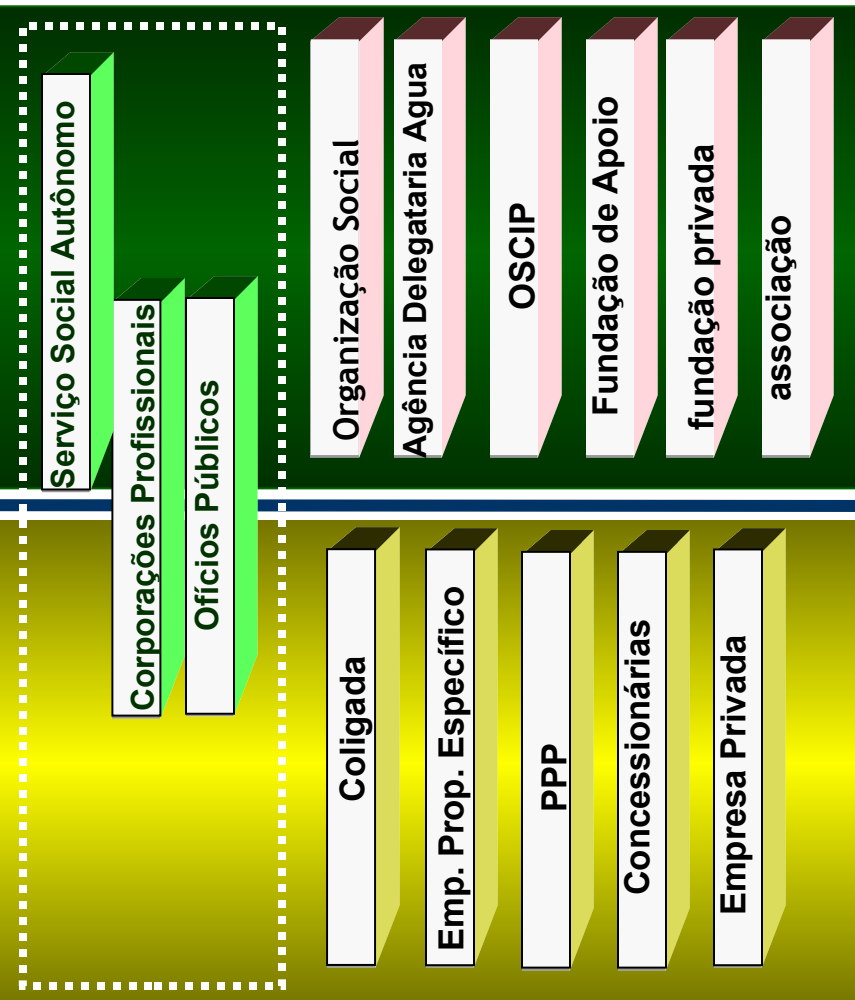 Serviço Social Autônomo
Corporações Profissionais
Ofícios Públicos
Organização Social
Agência Delegataria Agua
OSCIP
Fundação de Apoio
fundação privada
associação
Coligada
Emp. Prop. Específico
PPP
Concessionárias
Empresa Privada